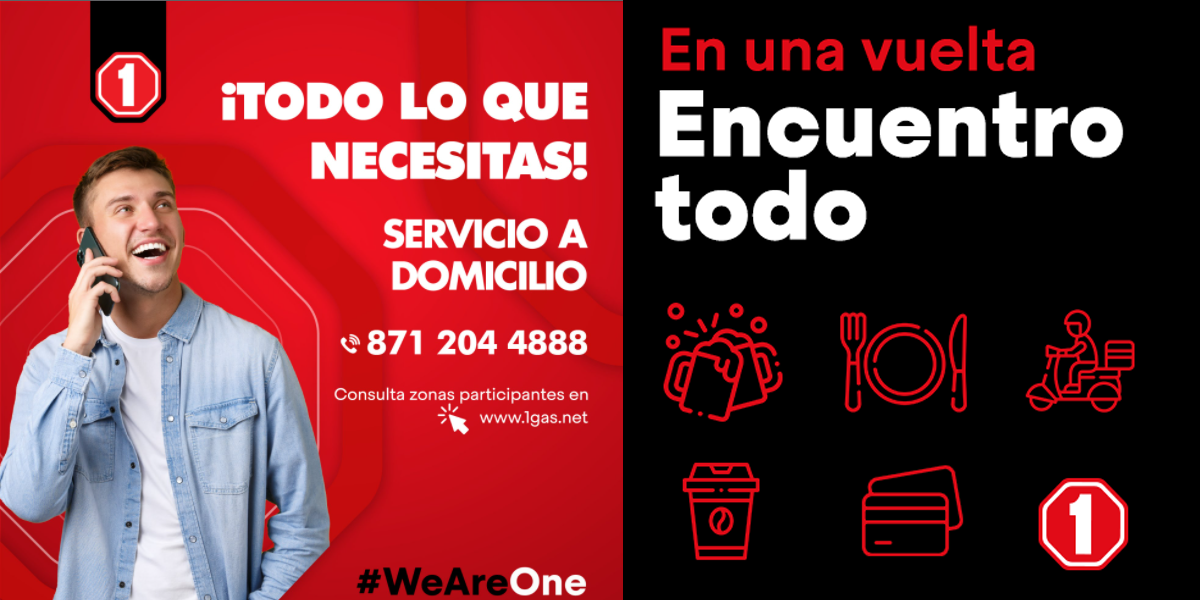 1
¡TODO LO QUE
NECESITAS!
SERVICIO A
DOMICILIO
871 204 4888
Consulta zonas participantes en
www.1gas.net
#WeAreOne
En una vuelta
Encuentro
todo
1